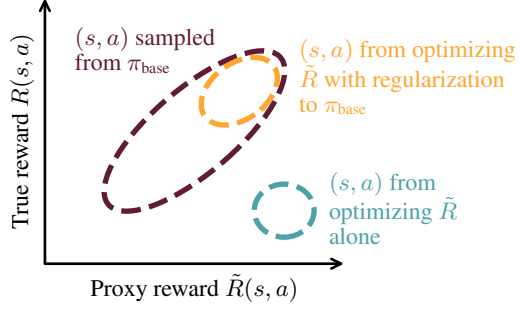 (s, a) sampled
from π_base
(s, a) from optimizing
R̃ with regularization
to π_base
(s, a) from
optimizing R̃
alone
True reward R(s, a)
Proxy reward R̃(s, a)